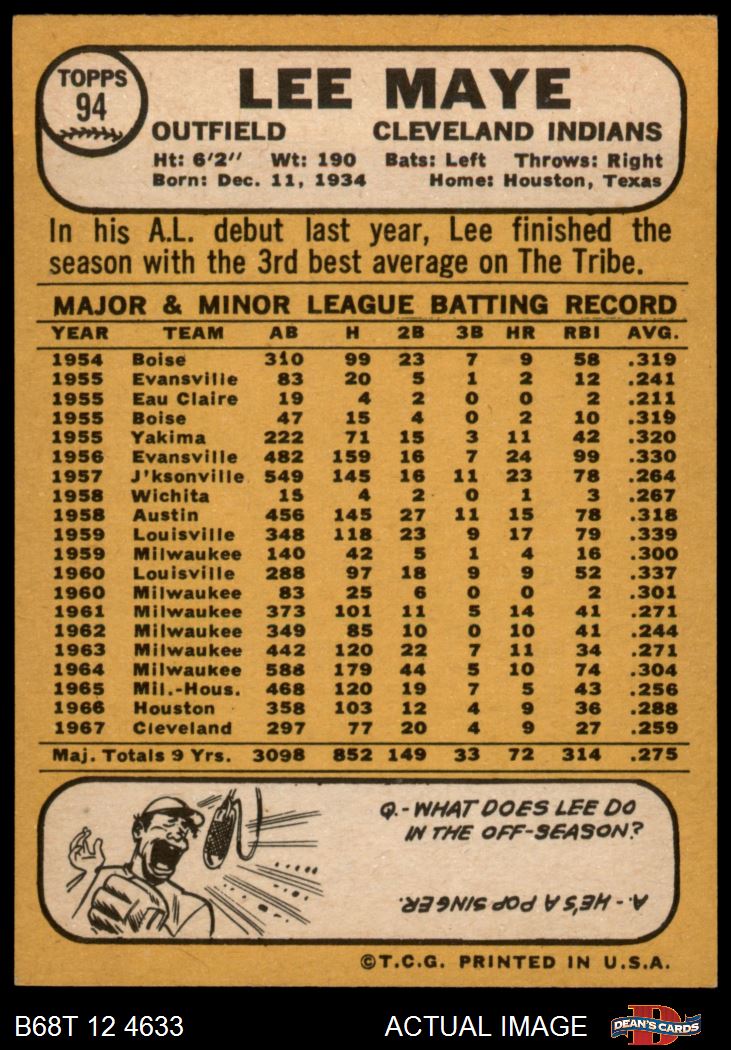 TOPPS
94
LEE MAYE
OUTFIELD CLEVELAND INDIANS
Ht: 6'2" Wt: 190 Bats: Left Throws: Right
Born: Dec. 11, 1934 Home: Houston, Texas
In his A.L. debut last year, Lee finished the
season with the 3rd best average on The Tribe.
MAJOR & MINOR LEAGUE BATTING RECORD
YEAR TEAM AB H 2B 3B HR RBI AVG.
1954 Boise 310 99 23 7 9 58 .319
1955 Evansville 83 20 5 1 2 12 .241
1955 Eau Claire 19 4 2 0 0 2 .211
1955 Boise 47 15 4 0 2 10 .319
1955 Yakima 222 71 15 3 11 42 .320
1956 Evansville 482 159 16 7 24 99 .330
1957 J'ksonville 549 145 16 11 23 78 .264
1958 Wichita 15 4 2 0 1 3 .267
1958 Austin 456 145 27 11 15 78 .318
1959 Louisville 348 118 23 9 17 79 .339
1959 Milwaukee 140 42 5 1 4 16 .300
1960 Louisville 288 97 18 9 9 52 .337
1960 Milwaukee 83 25 6 0 0 2 .301
1961 Milwaukee 373 101 11 5 14 41 .271
1962 Milwaukee 349 85 10 0 10 41 .244
1963 Milwaukee 442 120 22 7 11 34 .271
1964 Milwaukee 588 179 44 5 10 74 .304
1965 Mil.-Hous. 468 120 19 7 5 43 .256
1966 Houston 358 103 12 4 9 36 .288
1967 Cleveland 297 77 20 4 9 27 .259
Maj. Totals 9 Yrs. 3098 852 149 33 72 314 .275
Q.-WHAT DOES LEE DO
IN THE OFF-SEASON?
A.-HE'S A POP SINGER.
©T.C.G. PRINTED IN U.S.A.
B68T 12 4633 ACTUAL IMAGE
D
DEAN'S CARDS